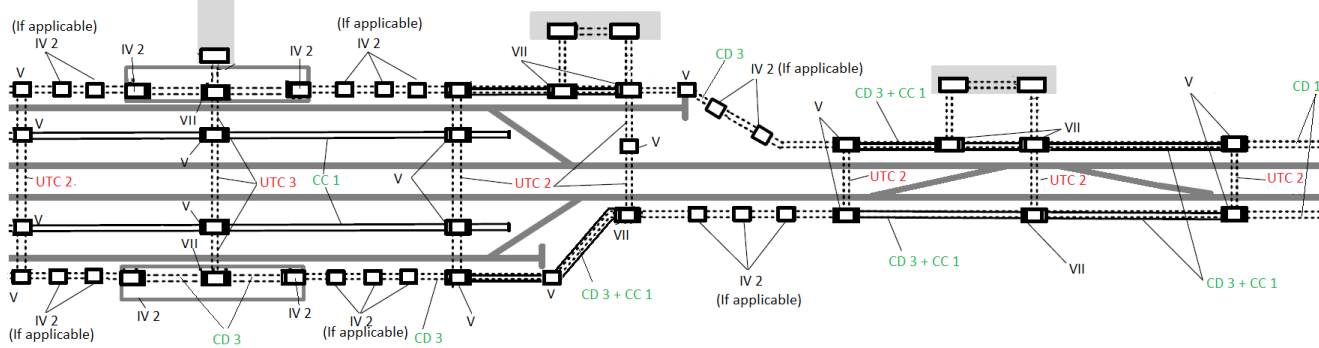 (If applicable)
IV 2
IV 2
IV 2
(If applicable)
IV 2
VII
V
CD 3
IV 2 (If applicable)
V
V
VII
V
CD 3 + CC 1
V
CD 1
V
V
V
VII
UTC 2.
UTC 3
CC 1
V
UTC 2
UTC 2
UTC 2
UTC 2
V
V
VII
VII
V
IV 2
(If applicable)
IV 2
CD 3
IV 2
IV 2
(If applicable)
CD 3
V
V
CD 3 + CC 1
IV 2
(If applicable)
CD 3 + CC 1
VII
V
CD 3 + CC 1
CD 1